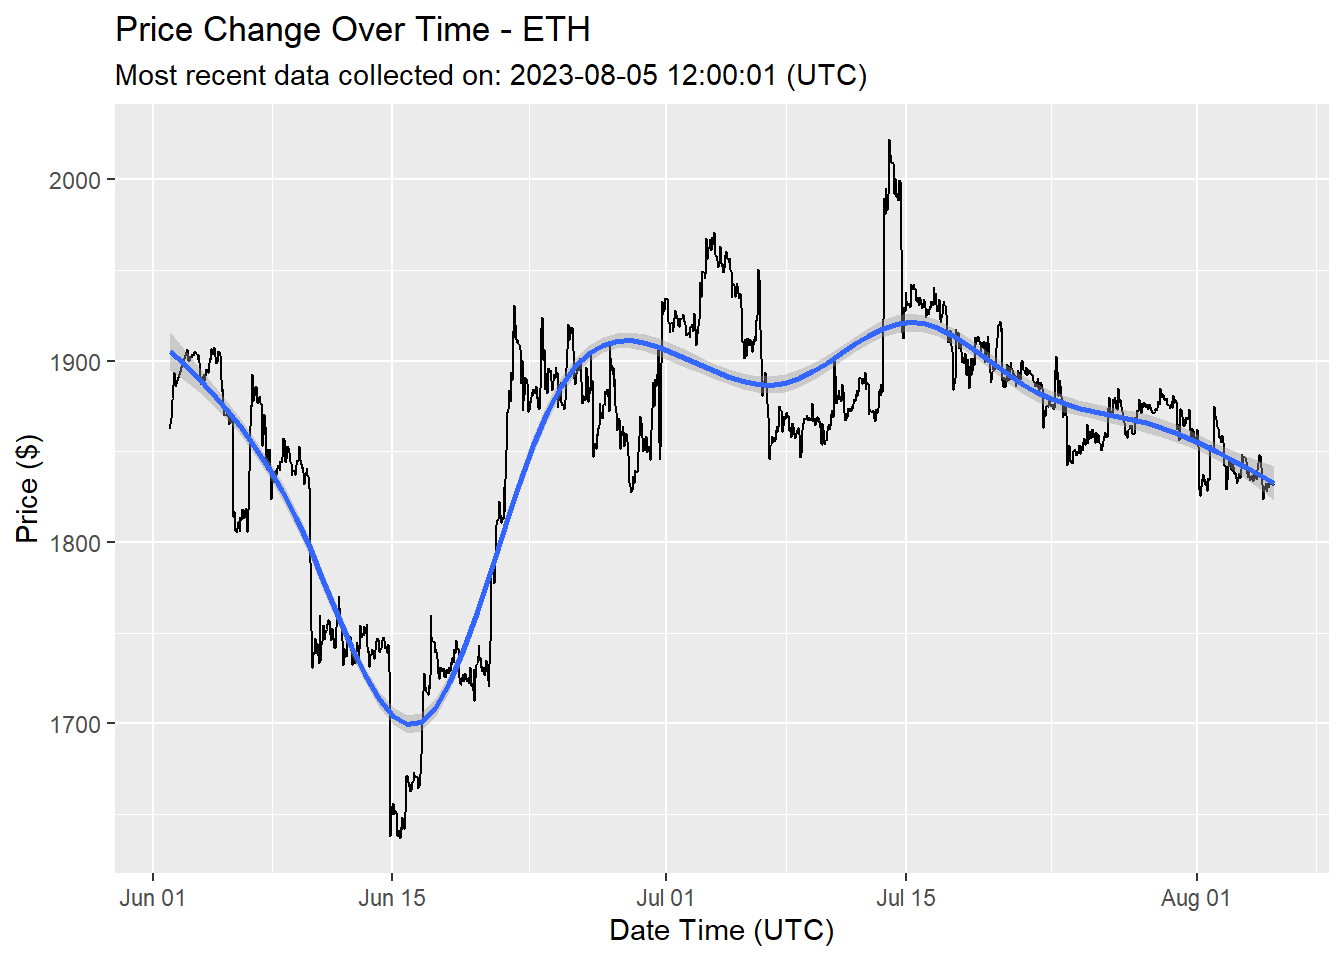 Price Change Over Time - ETH
Most recent data collected on: 2023-08-05 12:00:01 (UTC)
Price ($)
2000
1900
1800
1700
Jun 01
Jun 15
Jul 01
Jul 15
Aug 01
Date Time (UTC)